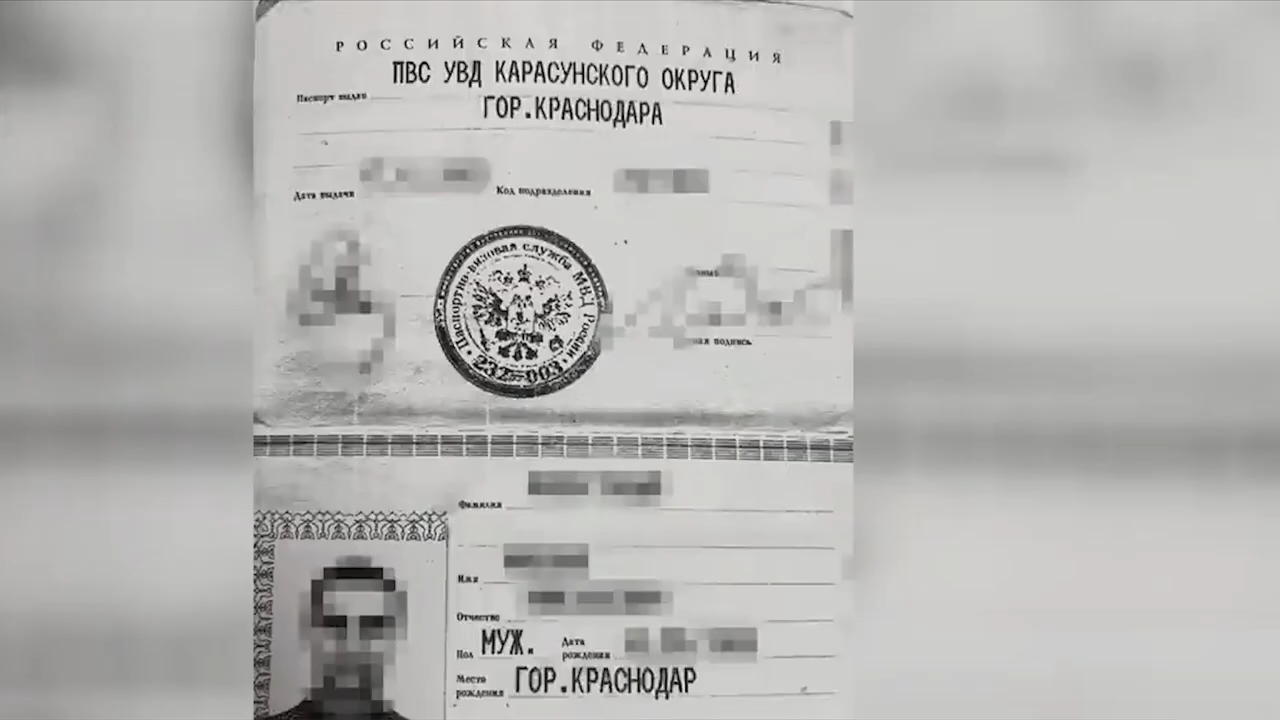 РОССИЙСКАЯ ФЕДЕРАЦИЯ
Паспорт выдан ПВС УВД КАРАСУНСКОГО ОКРУГА
ГОР.КРАСНОДАРА
Дата выдачи Код подразделения
Паспортно-визовая служба МВД России
232-003
подпись
Фамилия
Имя
Отчество
Пол МУЖ. Дата рождения
Место рождения ГОР.КРАСНОДАР